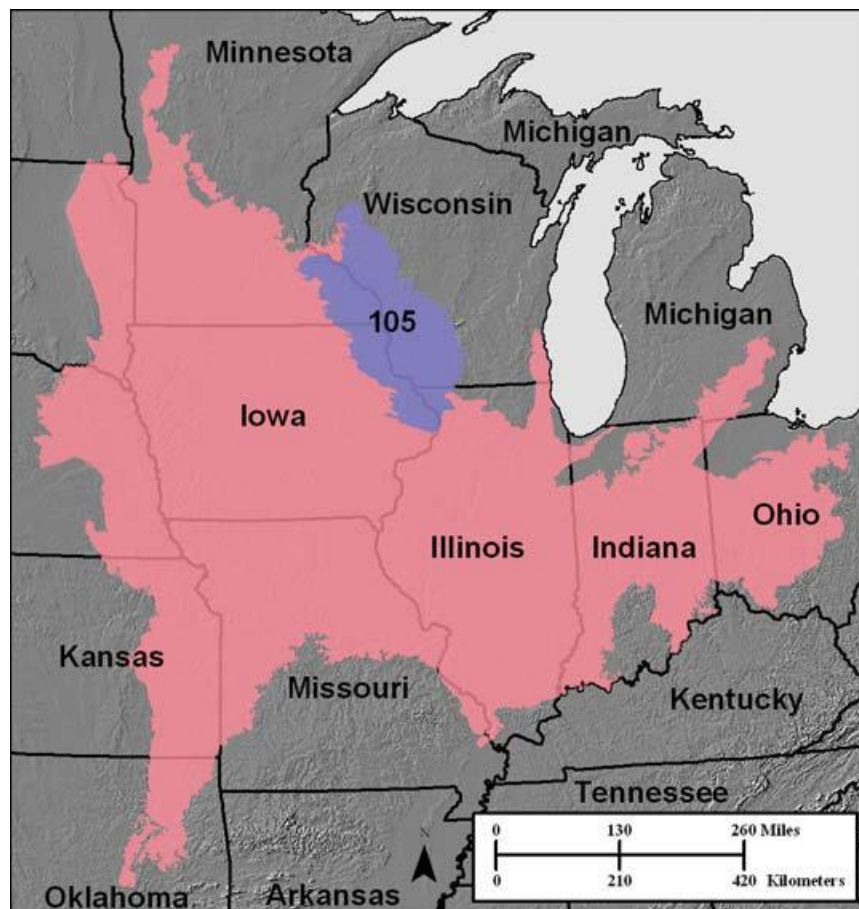 Minnesota
Michigan
Wisconsin
105
Michigan
Iowa
Ohio
Illinois
Indiana
Kansas
Missouri
Kentucky
Tennessee
0 130 260 Miles
0 210 420 Kilometers
N
Oklahoma
Arkansas